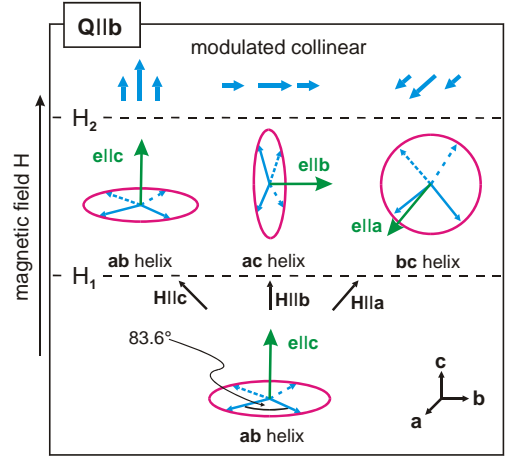 Q||b
modulated collinear
H2
e||c
e||b
e||a
magnetic field H
ab helix
ac helix
bc helix
H1
H||c
H||b
H||a
83.6°
e||c
c
b
a
ab helix